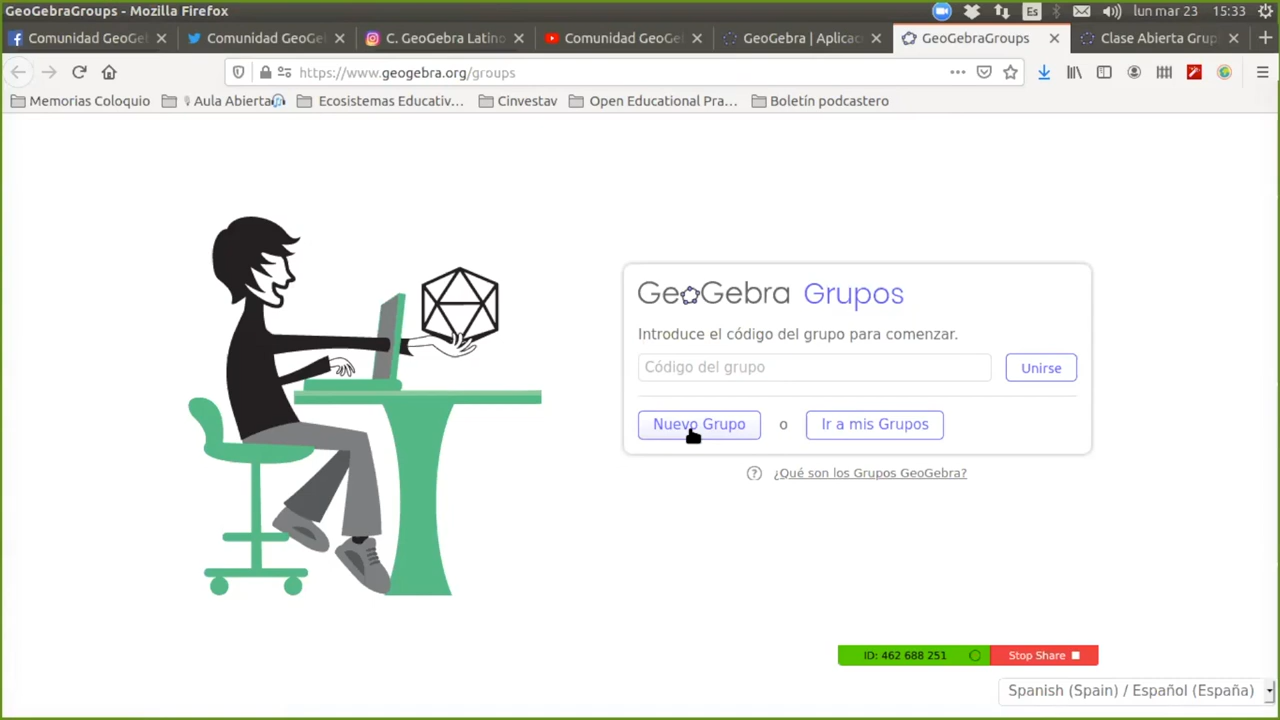 GeoGebraGroups - Mozilla Firefox
Es
lun mar 23
15:33
Comunidad GeoGel
Comunidad GeoGel
C. GeoGebra Latino
Comunidad GeoGe
GeoGebra | Aplicac
GeoGebraGroups
Clase Abierta Grup
https://www.geogebra.org/groups
Memorias Coloquio
Aula Abierta
Ecosistemas Educativ...
Cinvestav
Open Educational Pra...
Boletín podcastero
GeoGebra Grupos
Introduce el código del grupo para comenzar.
Código del grupo
Unirse
Nuevo Grupo
o
Ir a mis Grupos
? ¿Qué son los Grupos GeoGebra?
ID: 462 688 251
Stop Share
Spanish (Spain) / Español (España)